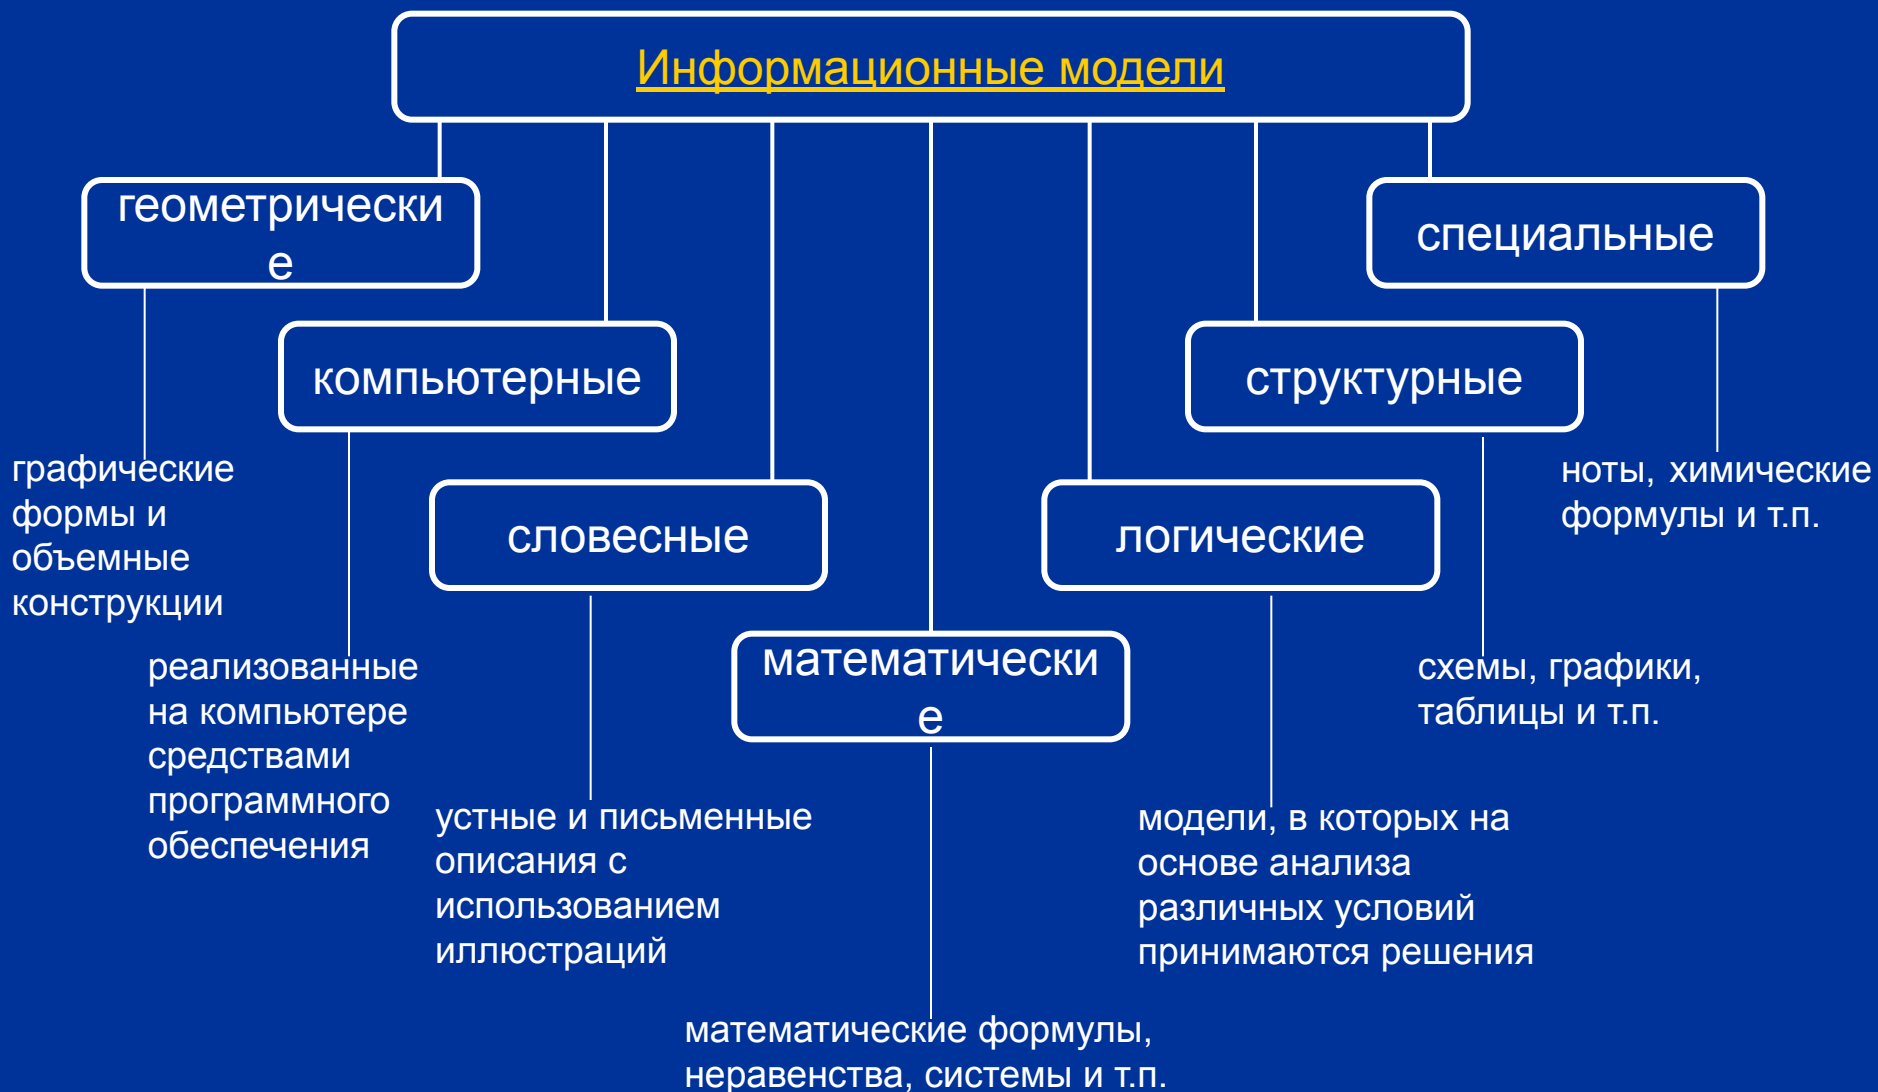 Информационные модели
геометрически
е
специальные
компьютерные
структурные
графические
формы и
объемные
конструкции
ноты, химические
формулы и т.п.
словесные
логические
реализованные
на компьютере
средствами
программного
обеспечения
математически
е
схемы, графики,
таблицы и т.п.
устные и письменные
описания с
использованием
иллюстраций
модели, в которых на
основе анализа
различных условий
принимаются решения
математические формулы,
неравенства, системы и т.п.